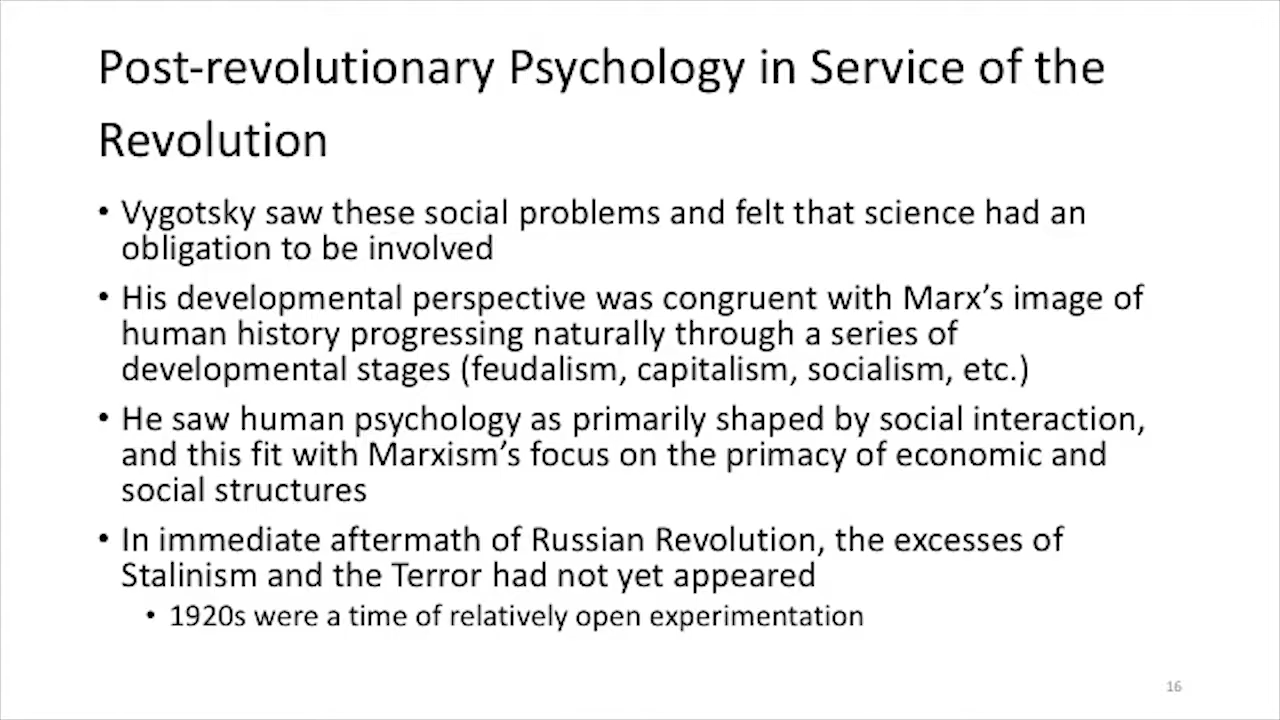 Post-revolutionary Psychology in Service of the
Revolution
• Vygotsky saw these social problems and felt that science had an
obligation to be involved
• His developmental perspective was congruent with Marx’s image of
human history progressing naturally through a series of
developmental stages (feudalism, capitalism, socialism, etc.)
• He saw human psychology as primarily shaped by social interaction,
and this fit with Marxism’s focus on the primacy of economic and
social structures
• In immediate aftermath of Russian Revolution, the excesses of
Stalinism and the Terror had not yet appeared
• 1920s were a time of relatively open experimentation
16